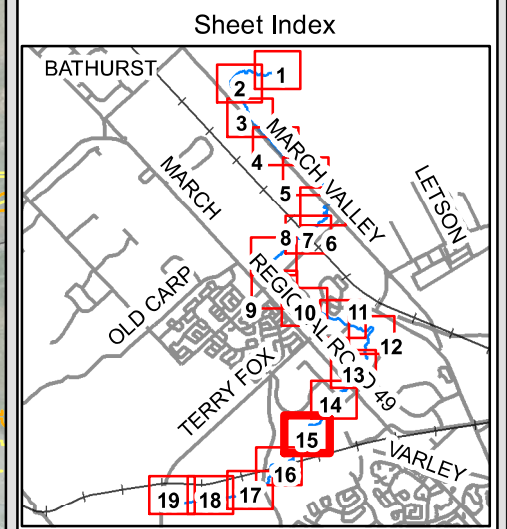 Sheet Index
BATHURST
1
2
3
MARCH VALLEY
4
MARCH
5
LETSON
8
7
6
REGIONAL ROAD 49
OLD CARP
9
10
11
12
TERRY FOX
13
14
15
VARLEY
16
17
18
19